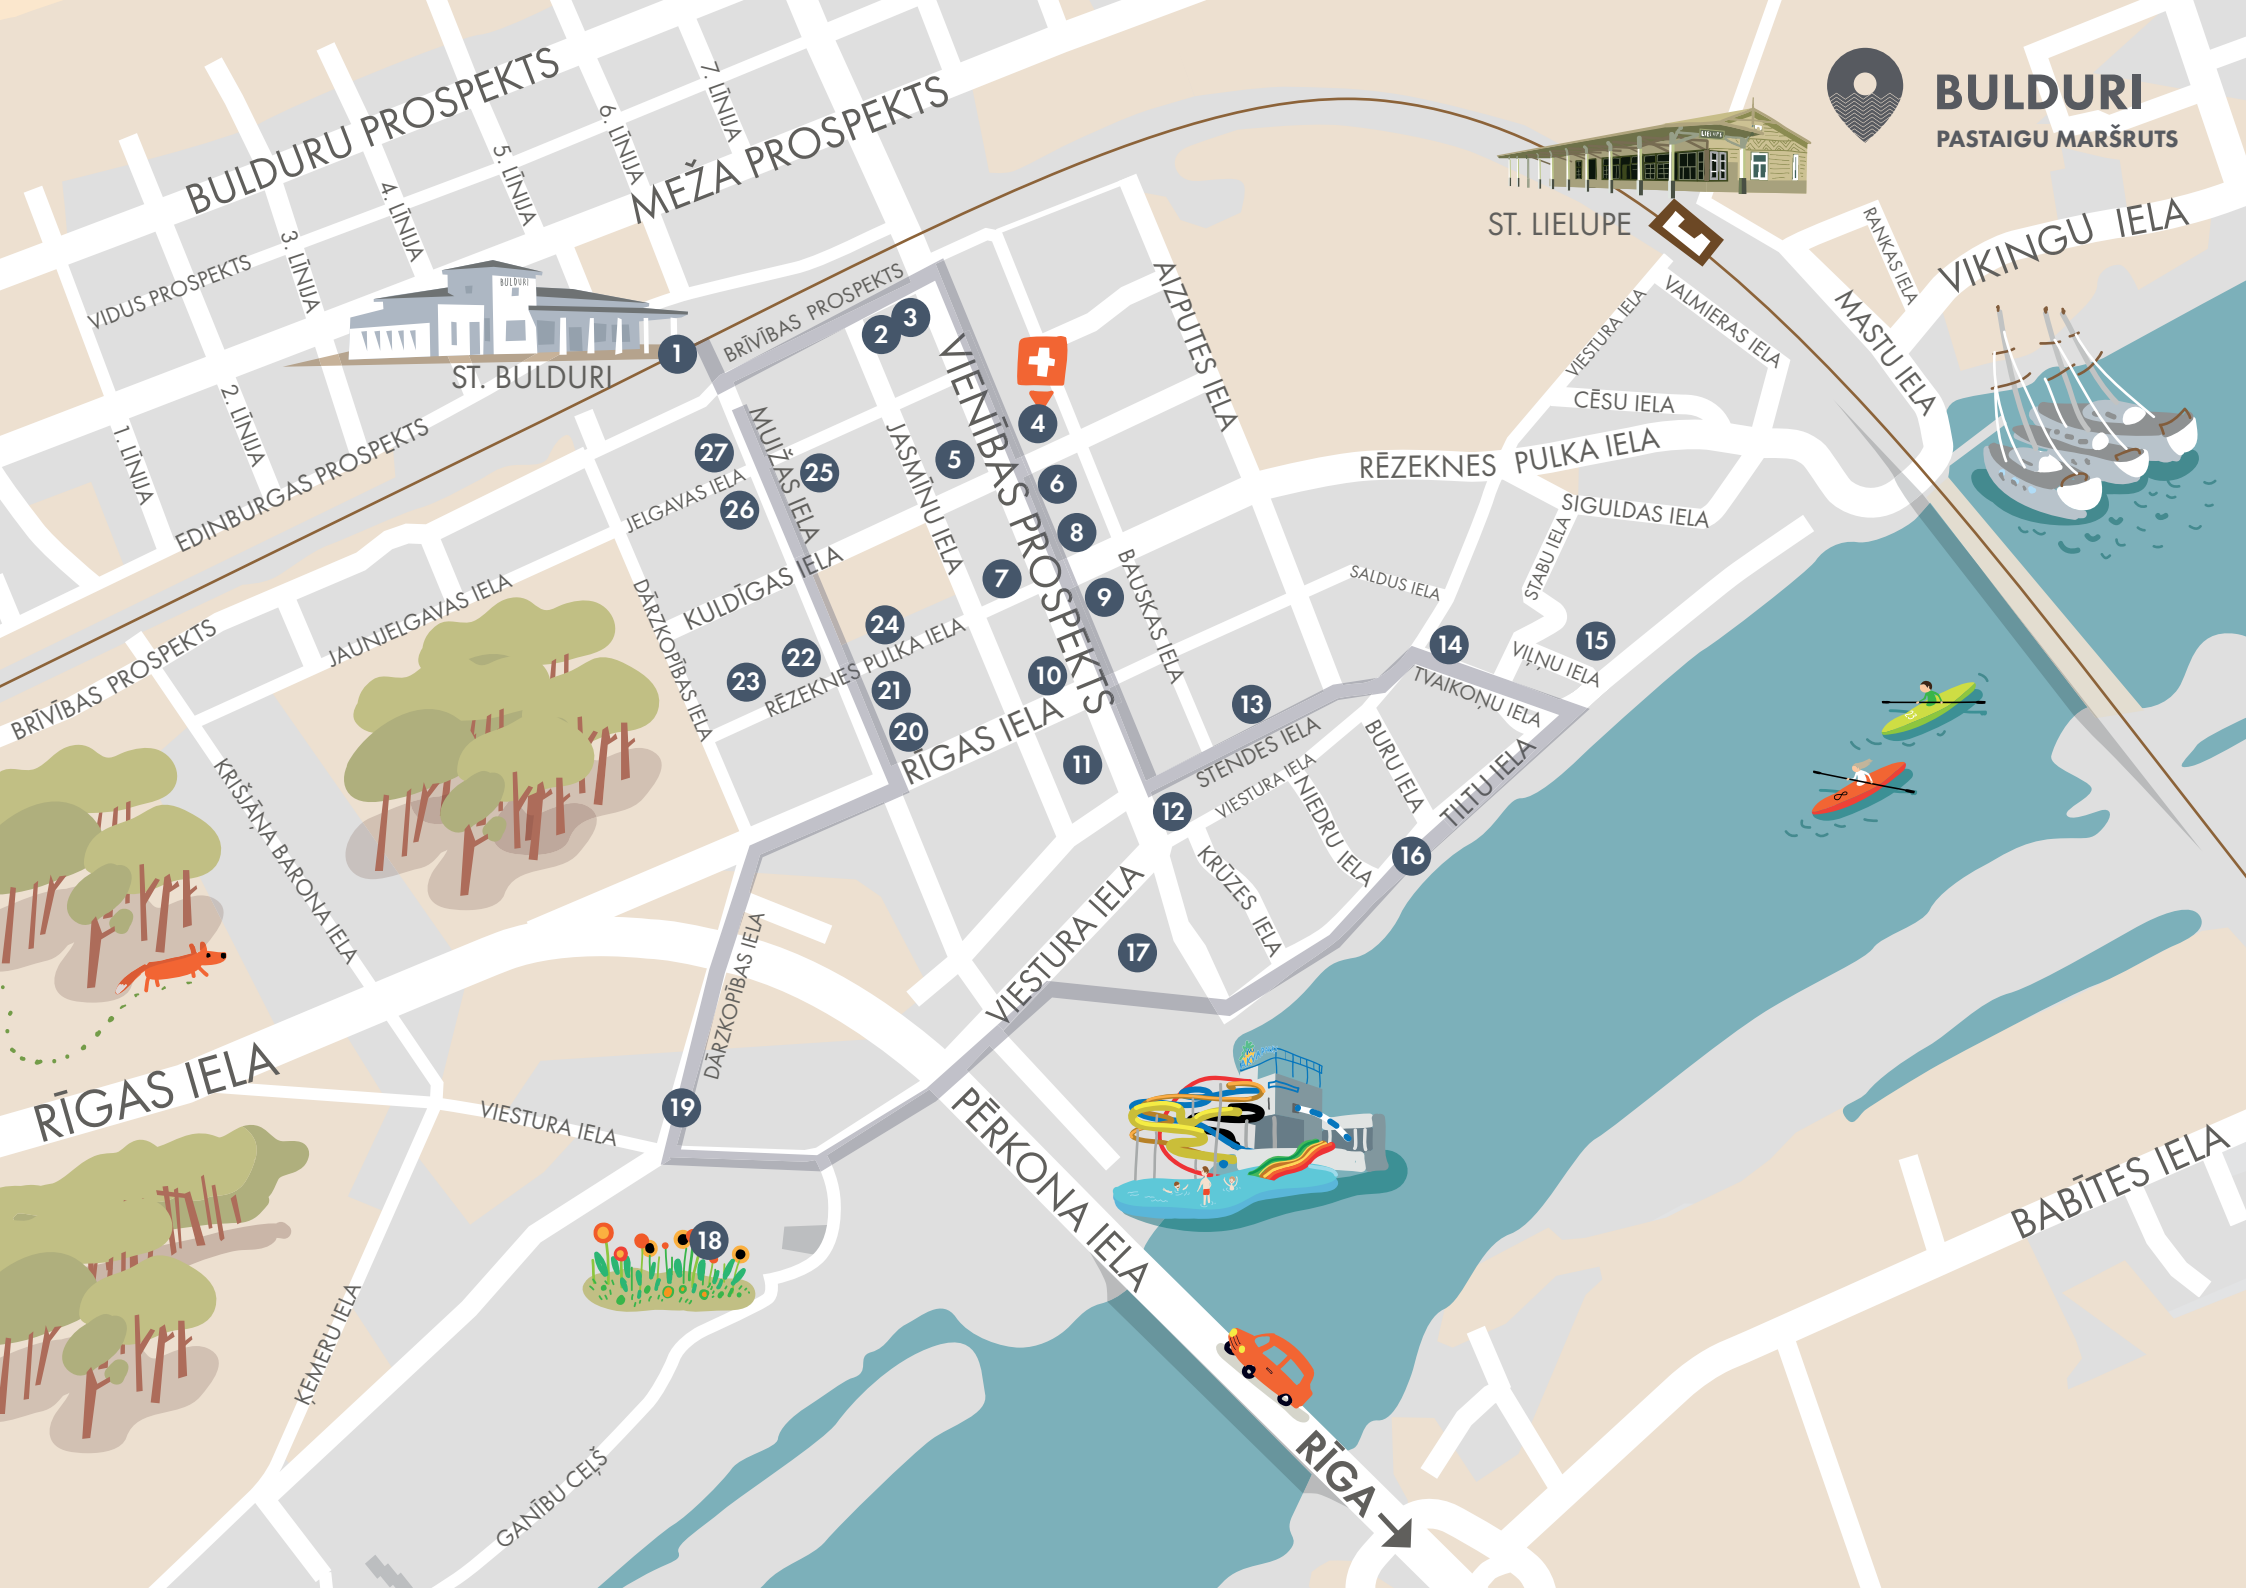 BULDURI
PASTAIGU MARŠRUTS
BULDURU PROSPEKTS
MEŽA PROSPEKTS
VIDUS PROSPEKTS
7. LĪNIJA
6. LĪNIJA
5. LĪNIJA
4. LĪNIJA
3. LĪNIJA
2. LĪNIJA
1. LĪNIJA
BULDURI
ST. BULDURI
EDINBURGAS PROSPEKTS
BRĪVĪBAS PROSPEKTS
LIELUPE
ST. LIELUPE
RANKAS IELA
VIKINGU IELA
MASTU IELA
VIESTURA IELA
VALMIERAS IELA
CĒSU IELA
RĒZEKNES PULKA IELA
SIGULDAS IELA
STABU IELA
SALDUS IELA
AIZPUTES IELA
VIENĪBAS PROSPEKTS
1
2
3
4
5
6
7
8
9
10
11
12
13
14
15
16
17
18
19
20
21
22
23
24
25
26
27
MUIŽAS IELA
JASMĪNU IELA
JELGAVAS IELA
KULDĪGAS IELA
BAUSKAS IELA
DĀRZKOPĪBAS IELA
RĒZEKNES PULKA IELA
RĪGAS IELA
JAUNJELGAVAS IELA
BRĪVĪBAS PROSPEKTS
KRIŠJĀŅA BARONA IELA
STENDES IELA
VIESTURA IELA
TVAIKOŅU IELA
VIĻŅU IELA
BURU IELA
TILTU IELA
NIEDRU IELA
KRŪZES IELA
VIESTURA IELA
DĀRZKOPĪBAS IELA
RĪGAS IELA
VIESTURA IELA
PĒRKONA IELA
ĶEMERU IELA
GANĪBU CEĻŠ
BABĪTES IELA
RĪGA